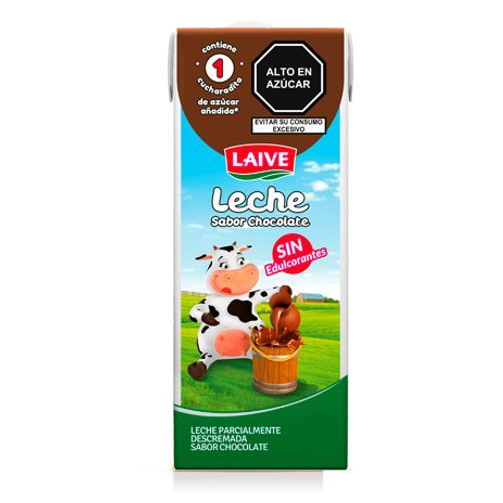 contiene
1
cucharadita
de azúcar
añadida*
ALTO EN
AZÚCAR
EVITAR SU CONSUMO
EXCESIVO
LAIVE
Leche
Sabor Chocolate
SIN
Edulcorantes
LECHE PARCIALMENTE
DESCREMADA
SABOR CHOCOLATE